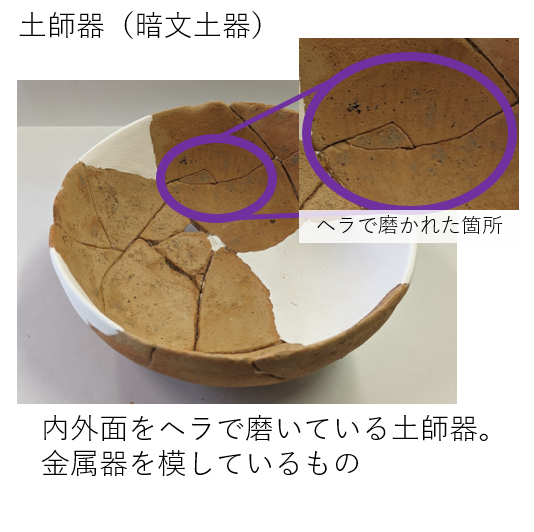 土師器（暗文土器）
ヘラで磨かれた箇所
内外面をヘラで磨いている土師器。
金属器を模しているもの